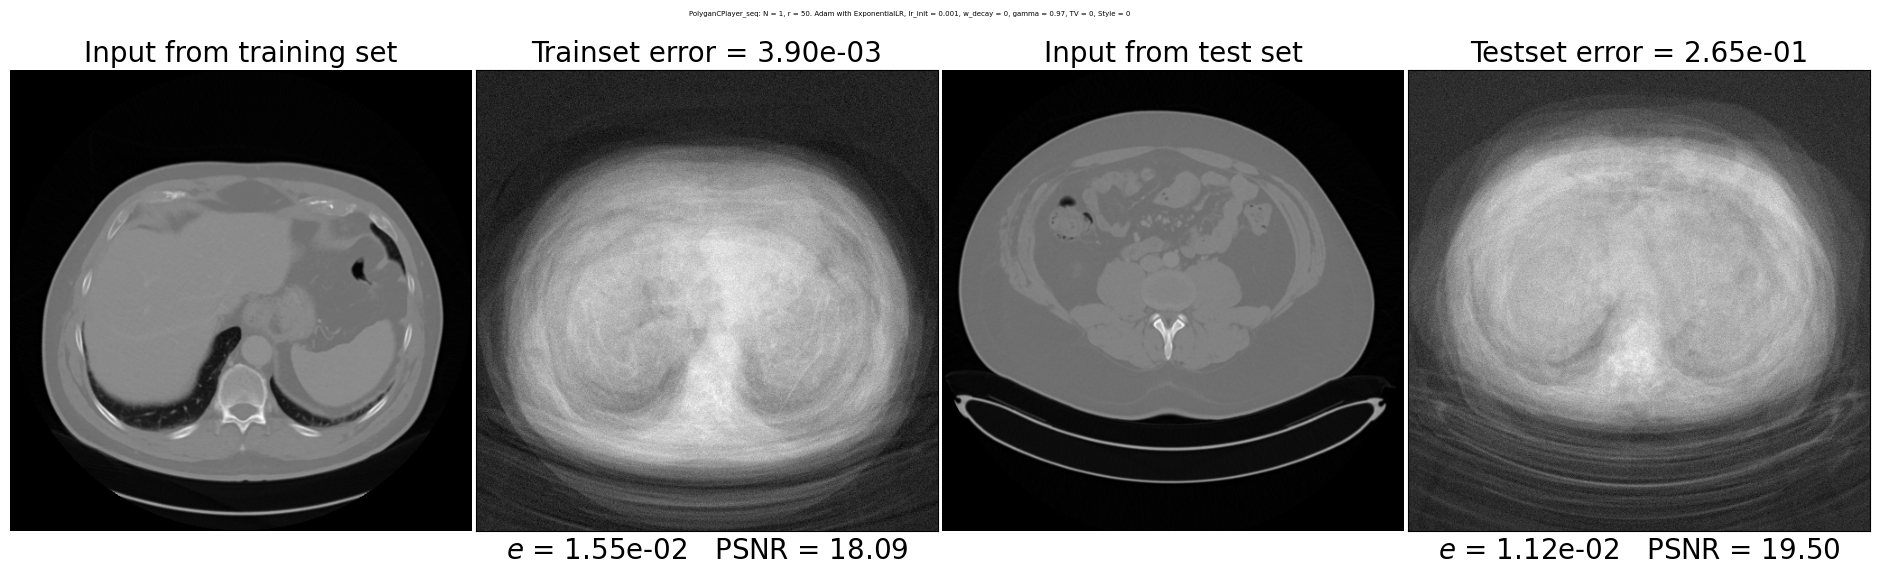 PolyganCPlayer_seq: N = 1, r = 50. Adam with ExponentialLR, lr_init = 0.001, w_decay = 0, gamma = 0.97, TV = 0, Style = 0
Input from training set
Trainset error = 3.90e-03
Input from test set
Testset error = 2.65e-01
e = 1.55e-02 PSNR = 18.09
e = 1.12e-02 PSNR = 19.50